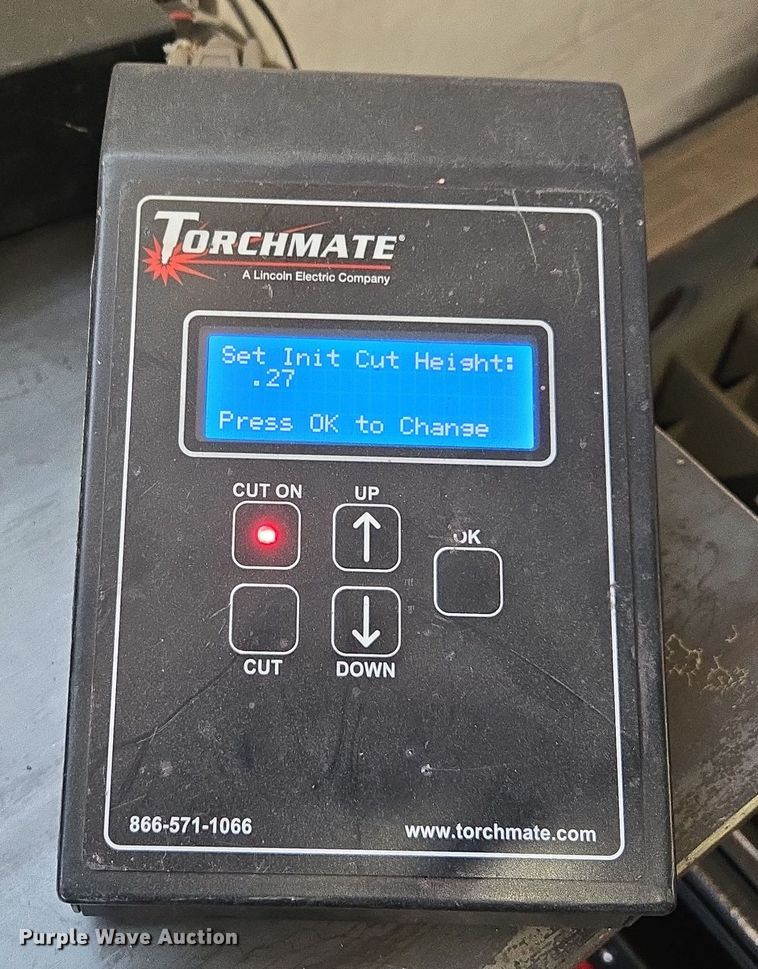 TORCHMATE®
A Lincoln Electric Company
Set Init Cut Height:
.27
Press OK to Change
CUT ON
UP
OK
CUT
DOWN
866-571-1066
www.torchmate.com
Purple Wave Auction